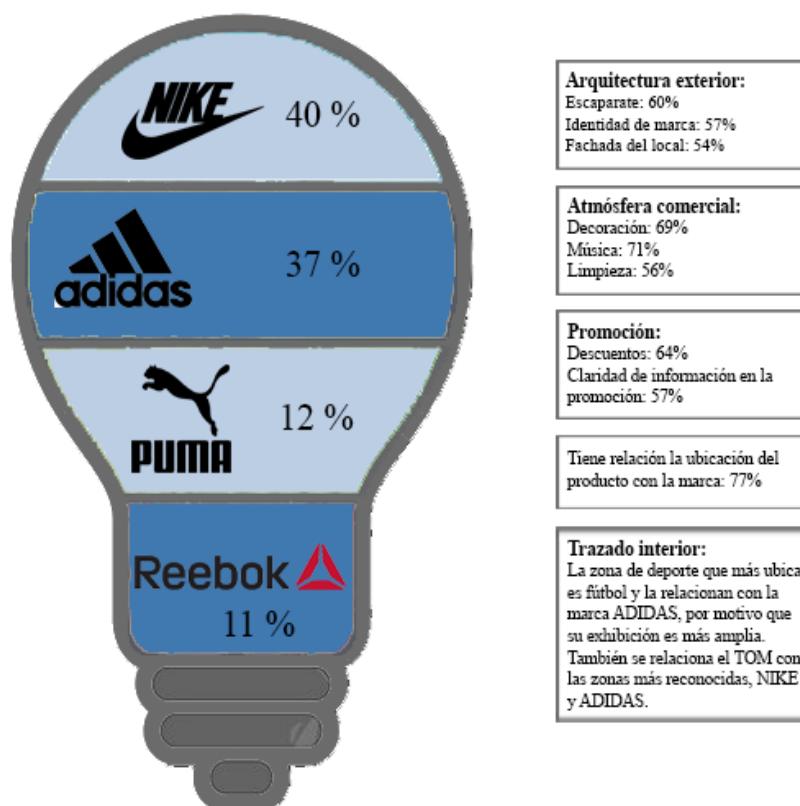 NIKE
40 %
adidas
37 %
PUMA
12 %
Reebok
11 %
Arquitectura exterior:
Escaparate: 60%
Identidad de marca: 57%
Fachada del local: 54%
Atmósfera comercial:
Decoración: 69%
Música: 71%
Limpieza: 56%
Promoción:
Descuentos: 64%
Claridad de información en la
promoción: 57%
Tiene relación la ubicación del
producto con la marca: 77%
Trazado interior:
La zona de deporte que más ubica
es fútbol y la relacionan con la
marca ADIDAS, por motivo que
su exhibición es más amplia.
También se relaciona el TOM con
las zonas más reconocidas, NIKE
y ADIDAS.